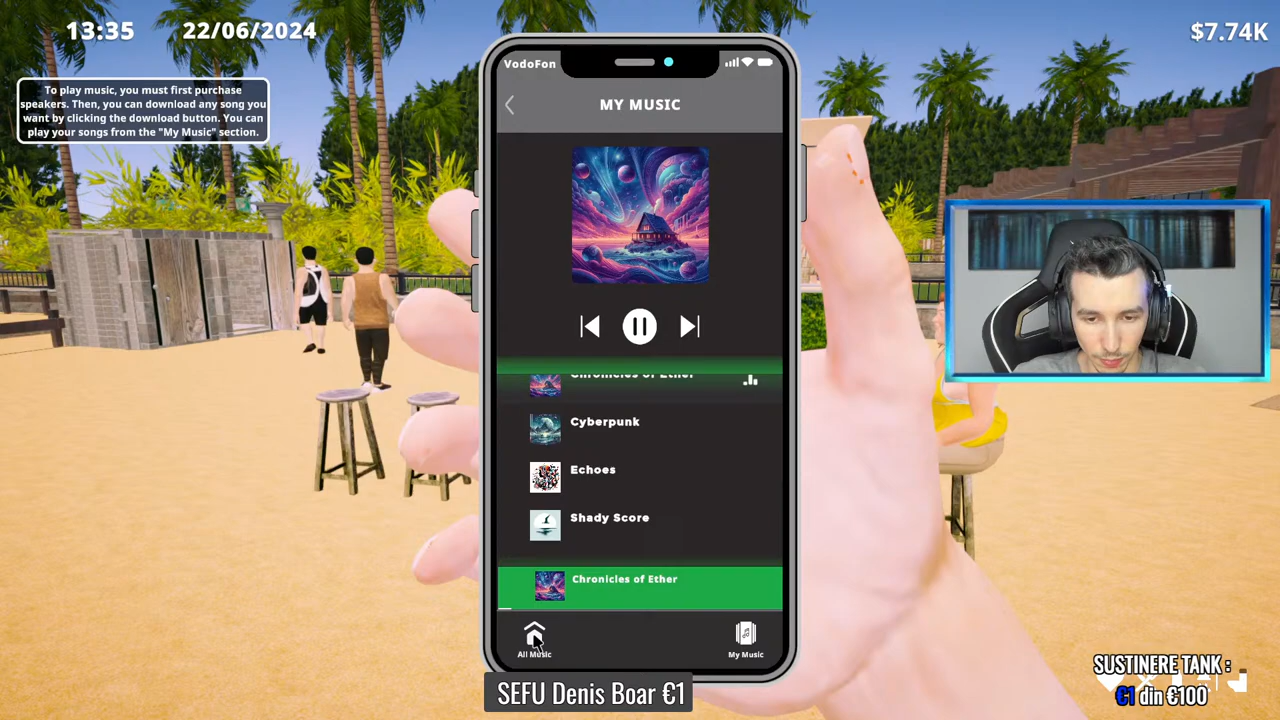 13:35
22/06/2024
$7.74K
To play music, you must first purchase
speakers. Then, you can download any song you
want by clicking the download button. You can
play your songs from the "My Music" section.
VodoFon
MY MUSIC
Chronicles of Ether
Cyberpunk
Echoes
Shady Score
Chronicles of Ether
All Music
My Music
SEFU Denis Boar €1
SUSTINERE TANK :
€1 din €100